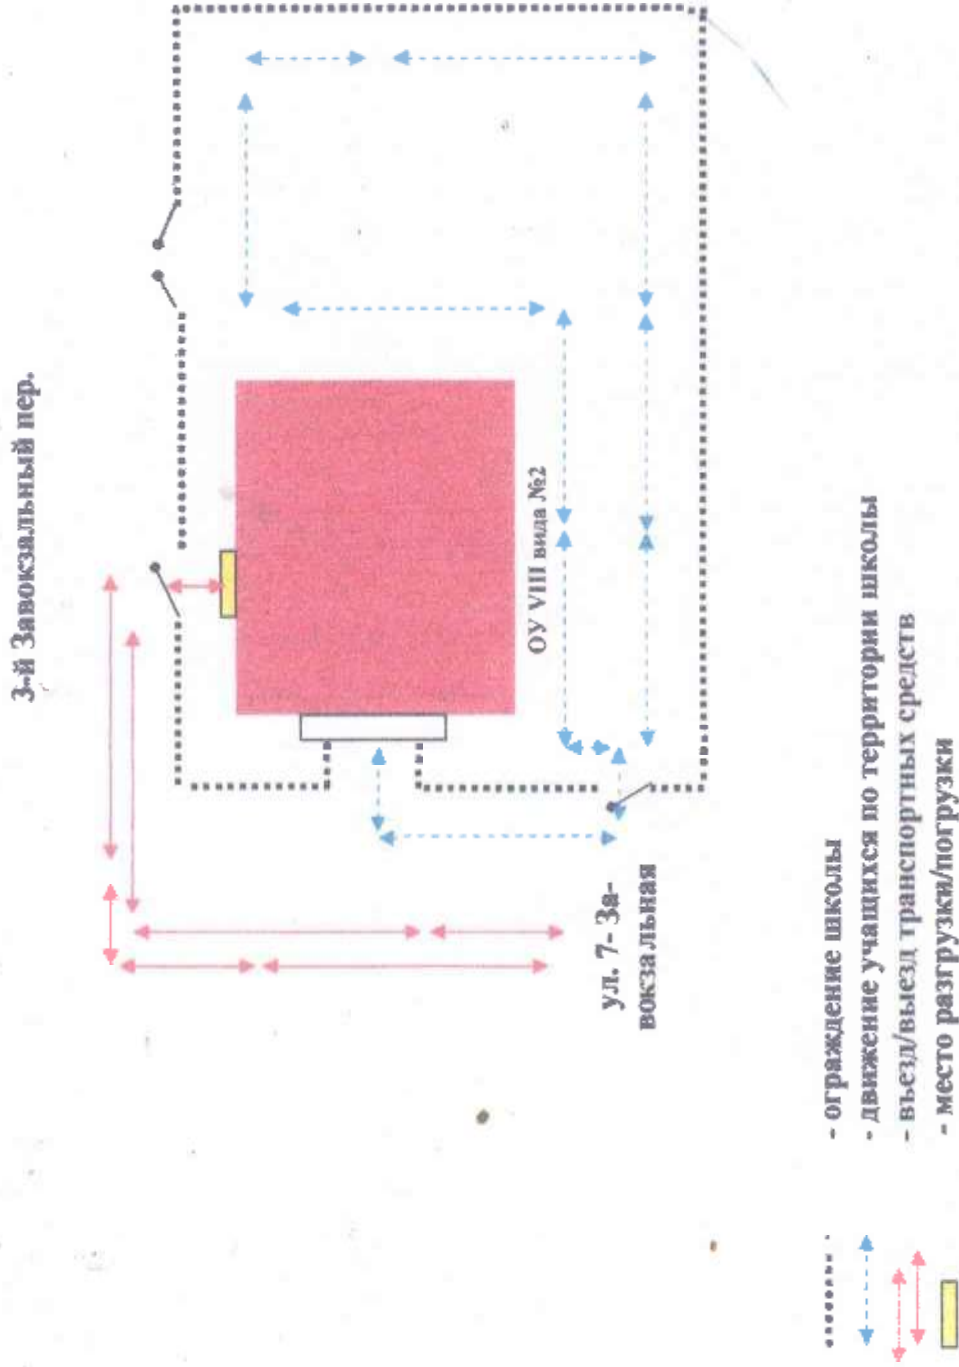 3-й Завокзальный пер.
ОУ VIII вида №2
ул. 7- За-
вокзальная
- ограждение школы
- движение учащихся по территории школы
- въезд/выезд транспортных средств
- место разгрузки/погрузки